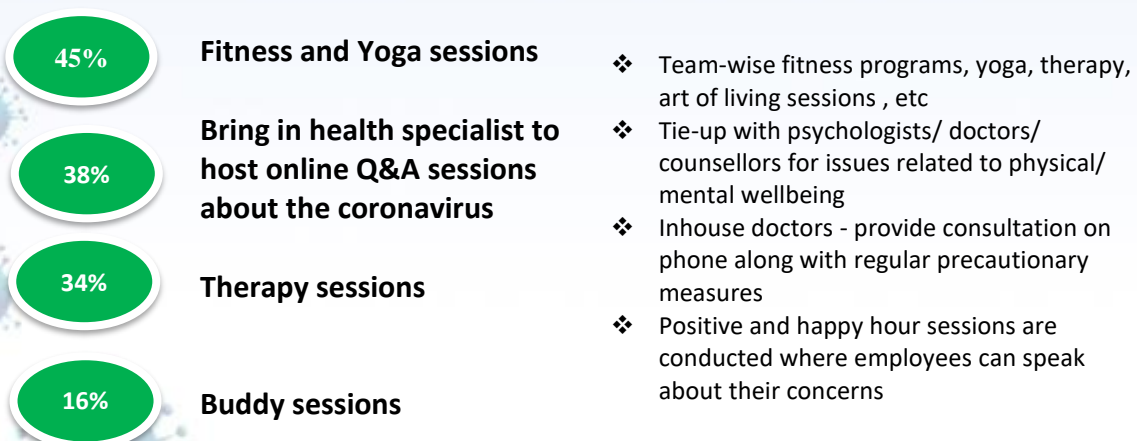 45%
Fitness and Yoga sessions
38%
Bring in health specialist to
host online Q&A sessions
about the coronavirus
34%
Therapy sessions
16%
Buddy sessions
❖ Team-wise fitness programs, yoga, therapy,
art of living sessions , etc
❖ Tie-up with psychologists/ doctors/
counsellors for issues related to physical/
mental wellbeing
❖ Inhouse doctors - provide consultation on
phone along with regular precautionary
measures
❖ Positive and happy hour sessions are
conducted where employees can speak
about their concerns